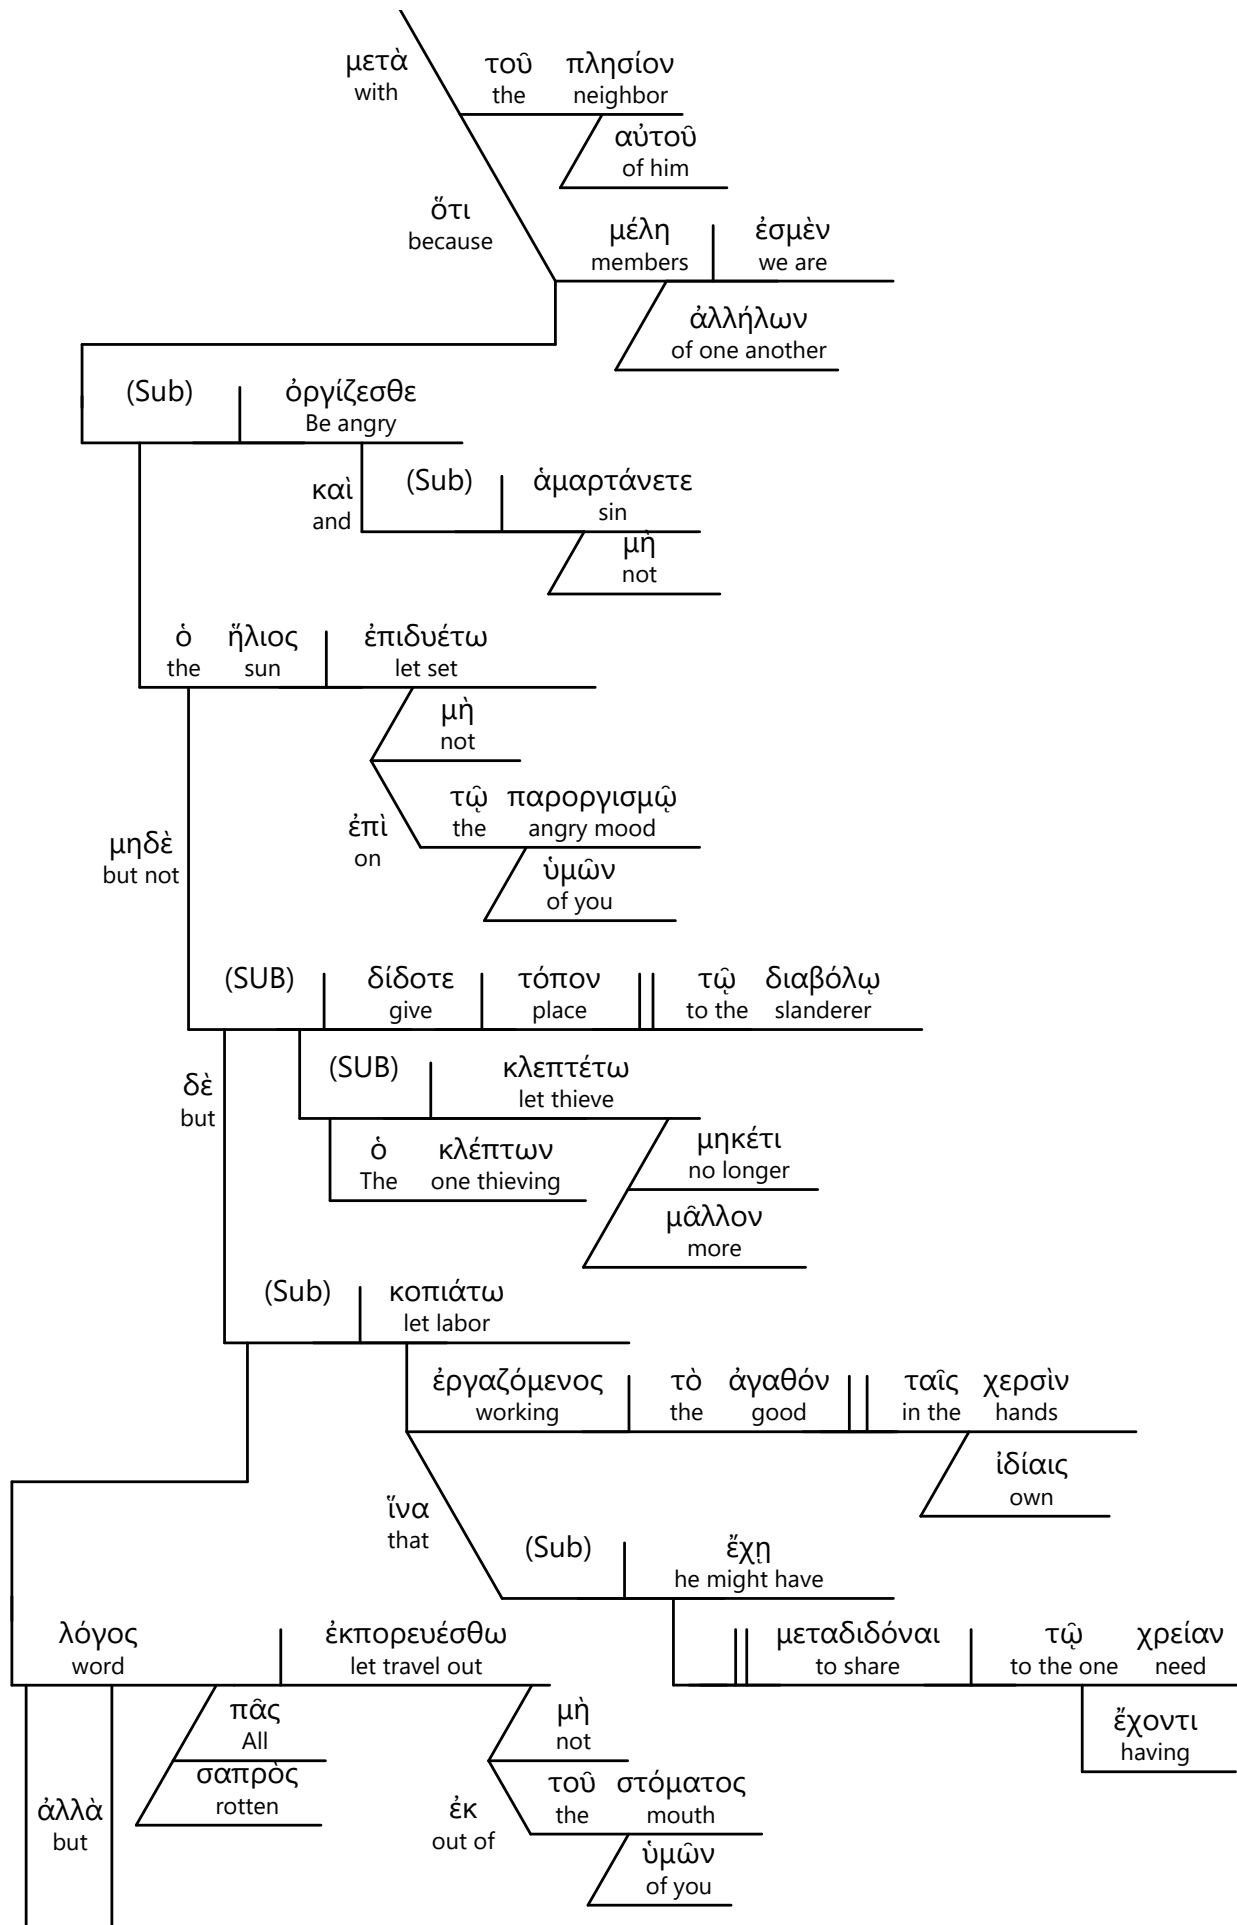 μετὰ τοῦ πλησίον
with the neighbor
αὐτοῦ
of him
ὅτι μέλη ἐσμὲν
because members we are
ἀλλήλων
of one another
(Sub) ὀργίζεσθε
Be angry
καὶ (Sub) ἁμαρτάνετε
and sin
μὴ
not
ὁ ἥλιος ἐπιδυέτω
the sun let set
μὴ
not
ἐπὶ τῷ παροργισμῷ
on the angry mood
μηδὲ
but not
ὑμῶν
of you
(SUB) δίδοτε τόπον τῷ διαβόλῳ
give place to the slanderer
δὲ (SUB) κλεπτέτω
but let thieve
ὁ κλέπτων μηκέτι
The one thieving no longer
μᾶλλον
more
(Sub) κοπιάτω
let labor
ἐργαζόμενος τὸ ἀγαθόν ταῖς χερσὶν
working the good in the hands
ἰδίαις
own
ἵνα (Sub) ἔχῃ
that he might have
λόγος ἐκπορευέσθω μεταδιδόναι τῷ χρείαν
word let travel out to share to the one need
πᾶς μὴ ἔχοντι
All not having
σαπρὸς ἐκ τοῦ στόματος
rotten out of the mouth
ἀλλὰ
but
ὑμῶν
of you